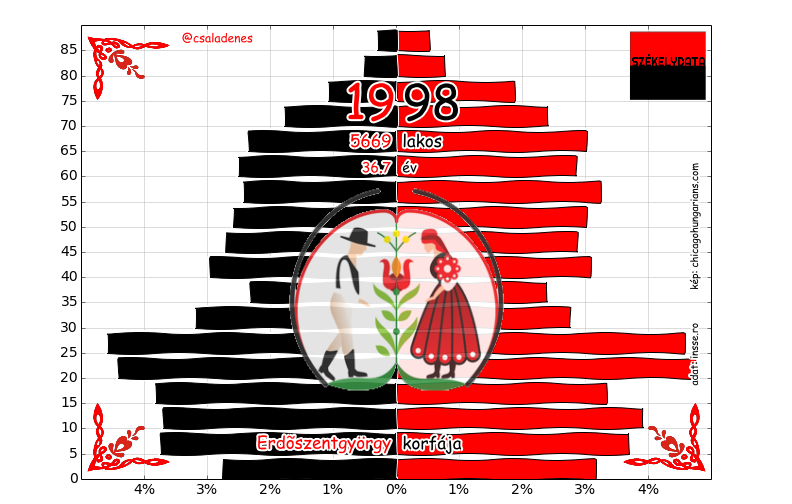 @csaladenes
SZÉKELYDATA
1998
5669 lakos
36.7 év
kép: chicagohungarians.com
adat: insse.ro
Erdőszentgyörgy korfája
85
80
75
70
65
60
55
50
45
40
35
30
25
20
15
10
5
0
4% 3% 2% 1% 0% 1% 2% 3% 4%